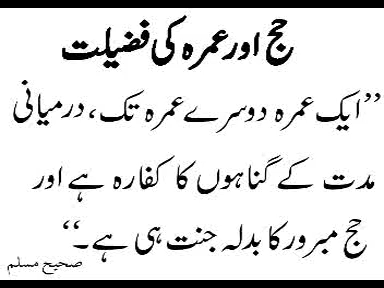 حج اور عمرہ کی فضیلت
”ایک عمرہ دوسرے عمرہ تک، درمیانی
مدت کے گناہوں کا کفارہ ہے اور
حج مبرور کا بدلہ جنت ہی ہے۔“
صحیح مسلم